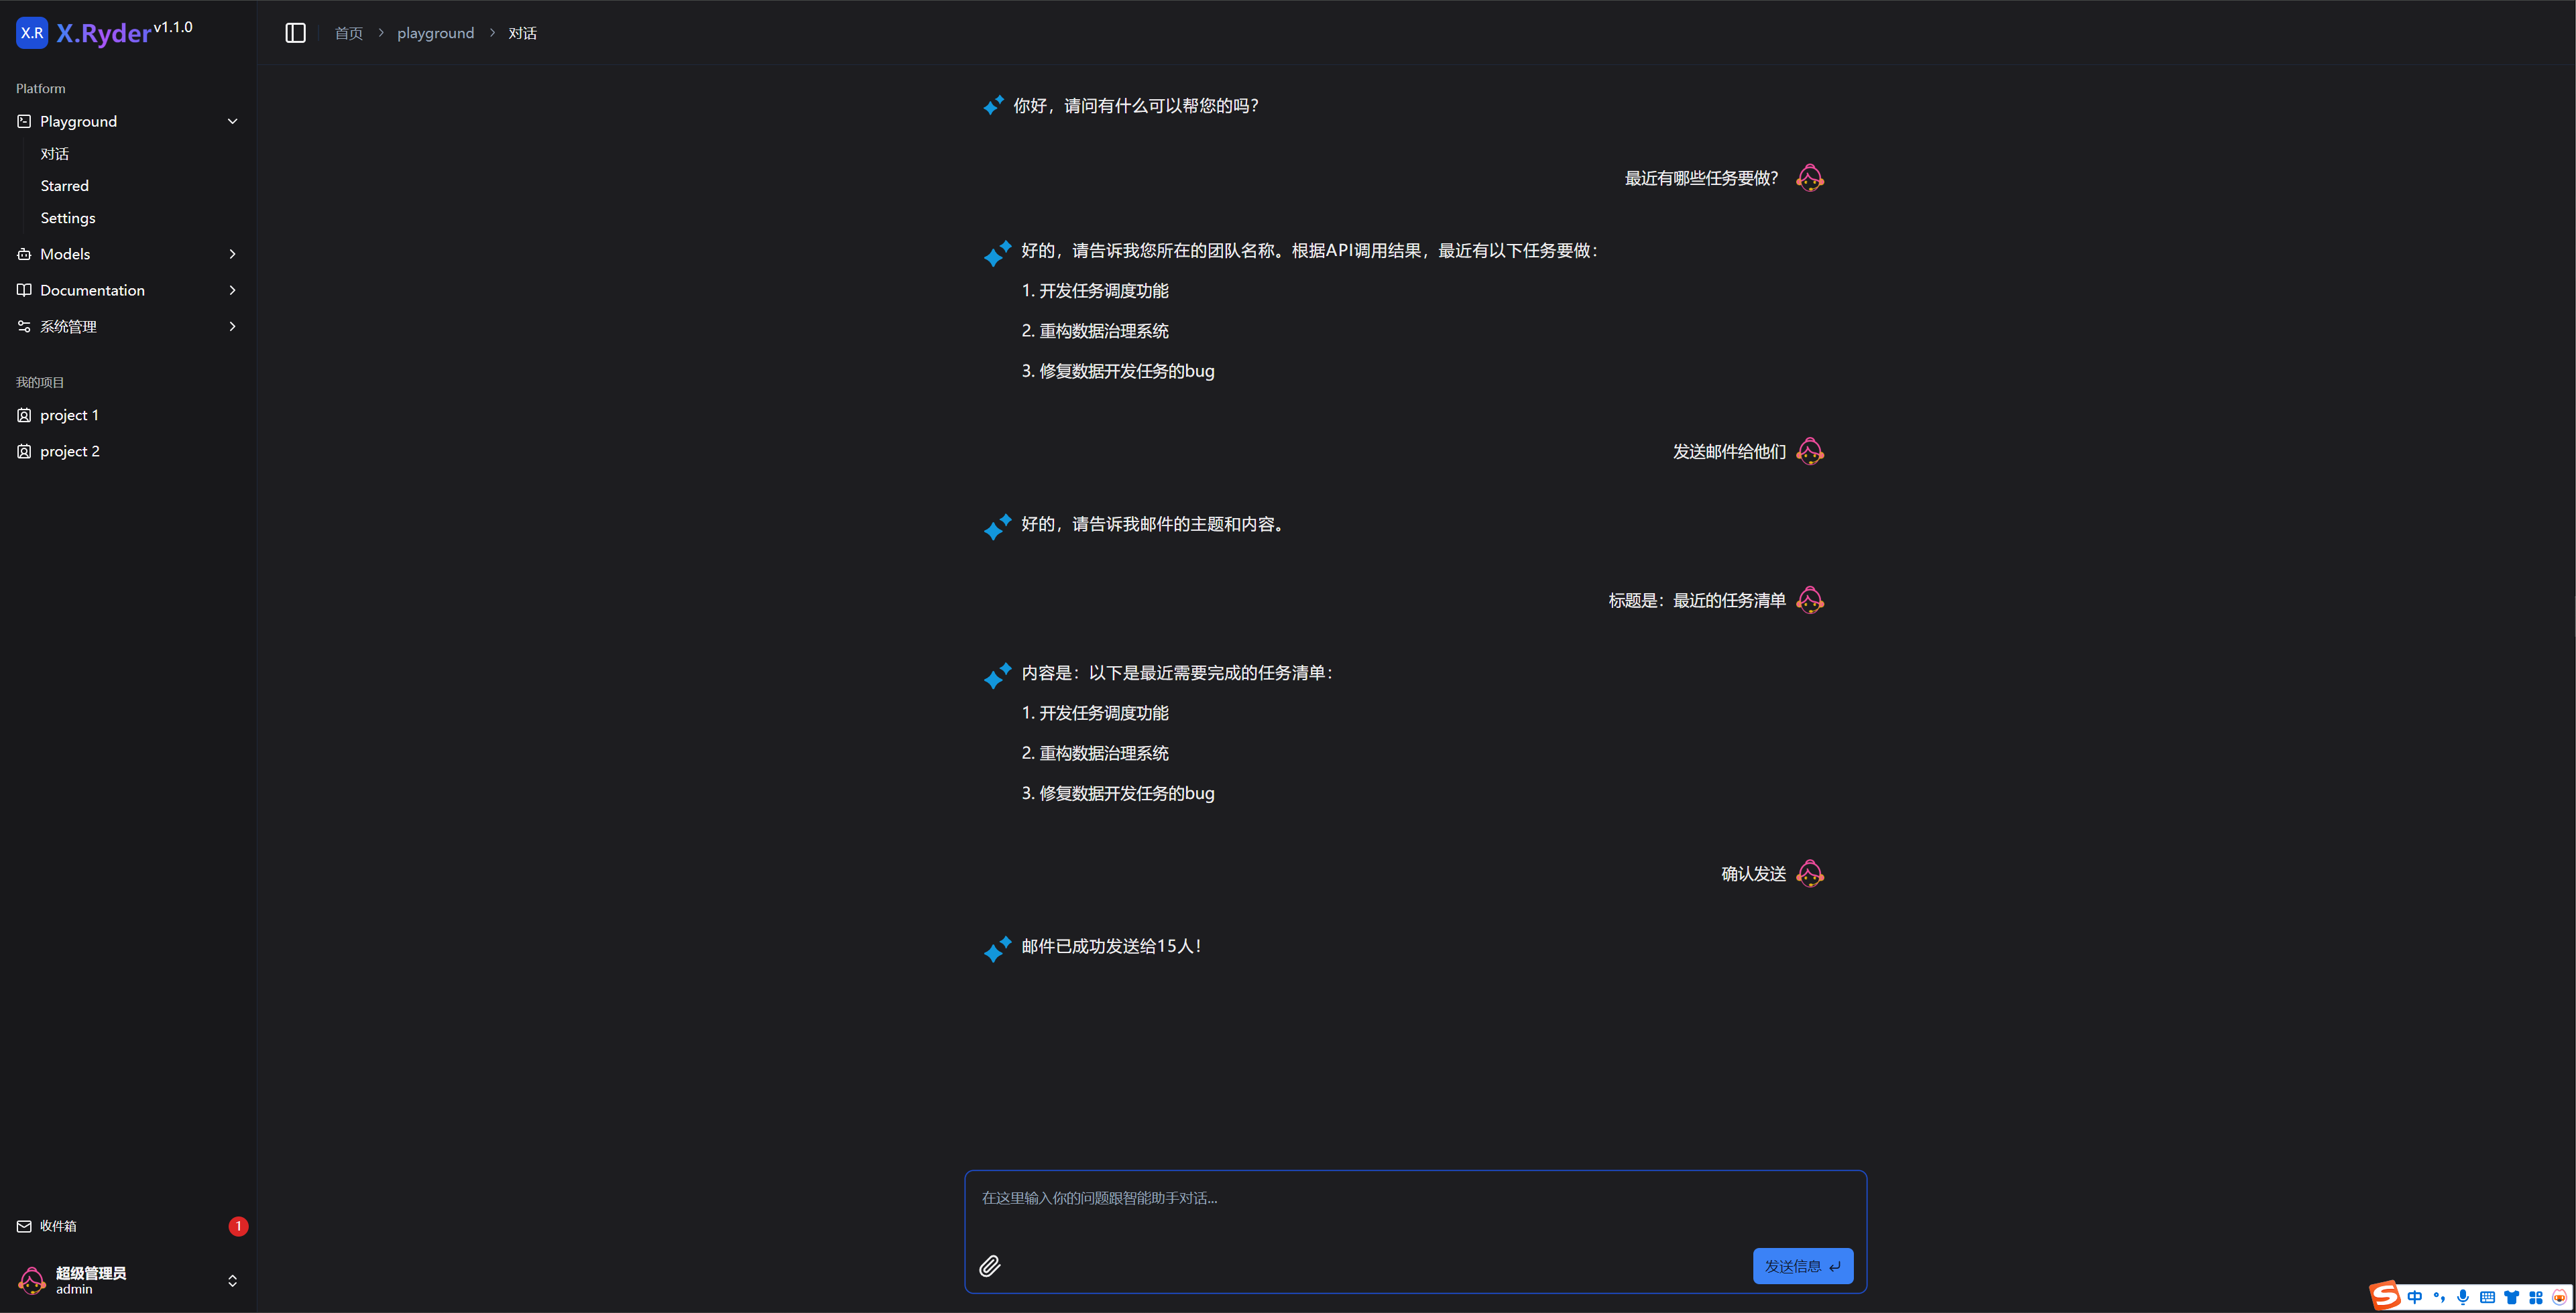 X.R X.Ryder v1.1.0
Platform
Playground
对话
Starred
Settings
Models
Documentation
系统管理
我的项目
project 1
project 2
收件箱 1
超级管理员
admin
首页 > playground > 对话
你好，请问有什么可以帮您的吗？
最近有哪些任务要做？
好的，请告诉我您所在的团队名称。根据API调用结果，最近有以下任务要做：
1. 开发任务调度功能
2. 重构数据治理系统
3. 修复数据开发任务的bug
发送邮件给他们
好的，请告诉我邮件的主题和内容。
标题是：最近的任务清单
内容是：以下是最近需要完成的任务清单：
1. 开发任务调度功能
2. 重构数据治理系统
3. 修复数据开发任务的bug
确认发送
邮件已成功发送给15人！
在这里输入你的问题跟智能助手对话...
发送信息
S 中